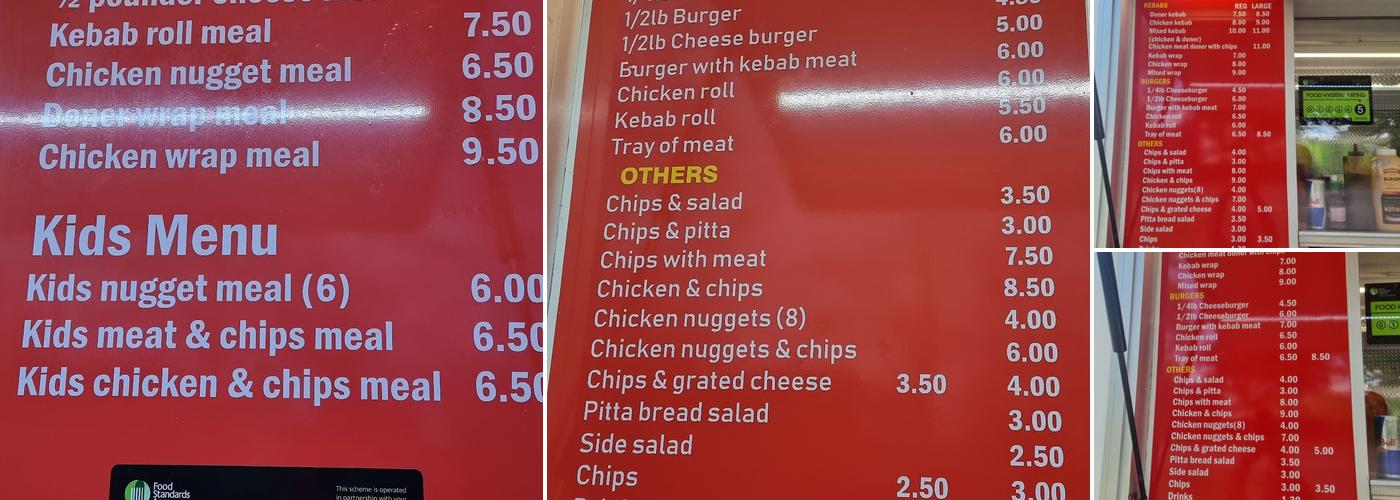 ½ pounder cheese
Kebab roll meal 7.50
Chicken nugget meal 6.50
Doner wrap meal 8.50
Chicken wrap meal 9.50
Kids Menu
Kids nugget meal (6) 6.00
Kids meat & chips meal 6.50
Kids chicken & chips meal 6.50
Food
Standards
This scheme is operated
in partnership with your
1/2lb Burger 5.00
1/2lb Cheese burger
Burger with kebab meat 6.00
Chicken roll 6.00
Kebab roll 5.50
Tray of meat 6.00
OTHERS
Chips & salad 3.50
Chips & pitta 3.00
Chips with meat 7.50
Chicken & chips 8.50
Chicken nuggets (8) 4.00
Chicken nuggets & chips 6.00
Chips & grated cheese 3.50 4.00
Pitta bread salad 3.00
Side salad 2.50
Chips 2.50 3.00
KEBABS REG LARGE
Doner kebab 7.50 8.50
Chicken kebab 8.00 9.00
Mixed kebab 10.00 11.00
(chicken & doner)
Chicken meat doner with chips 11.00
Kebab wrap 7.00
Chicken wrap 8.00
Mixed wrap 9.00
BURGERS
1/4lb Cheeseburger 4.50
1/2lb Cheeseburger 6.00
Burger with kebab meat 7.00
Chicken roll 6.50
Kebab roll 6.00
Tray of meat 6.50 8.50
OTHERS
Chips & salad 4.00
Chips & pitta 3.00
Chips with meat 8.00
Chicken & chips 9.00
Chicken nuggets(8) 4.00
Chicken nuggets & chips 7.00
Chips & grated cheese 4.00 5.00
Pitta bread salad 3.50
Side salad 3.00
Chips 3.00 3.50
FOOD HYGIENE RATING
0 1 2 3 4 5
Chicken meat doner with chips
Kebab wrap 7.00
Chicken wrap 8.00
Mixed wrap 9.00
BURGERS
1/4lb Cheeseburger 4.50
1/2lb Cheeseburger 6.00
Burger with kebab meat 7.00
Chicken roll 6.50
Kebab roll 6.00
Tray of meat 6.50 8.50
OTHERS
Chips & salad 4.00
Chips & pitta 3.00
Chips with meat 8.00
Chicken & chips 9.00
Chicken nuggets(8) 4.00
Chicken nuggets & chips 7.00
Chips & grated cheese 4.00 5.00
Pitta bread salad 3.50
Side salad 3.00
Chips 3.00 3.50
Drinks
FOOD